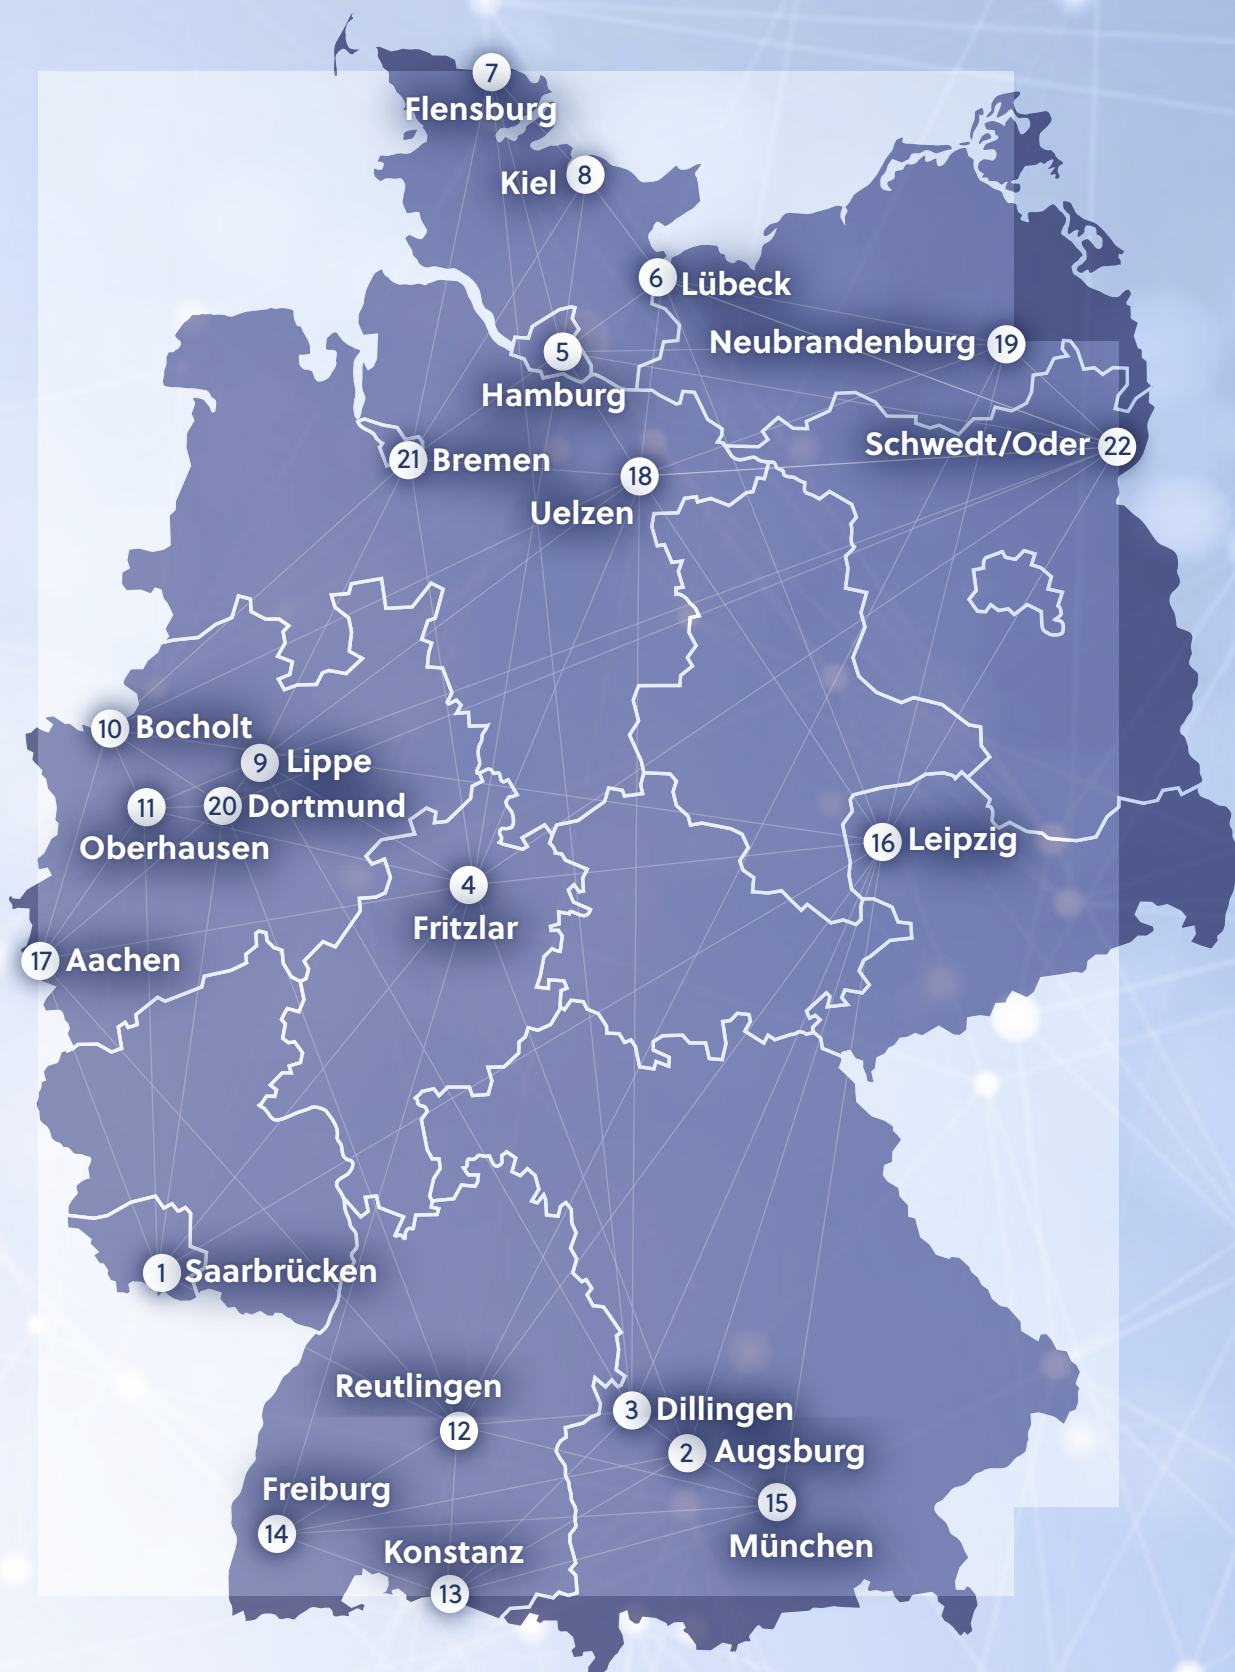 7
Flensburg
Kiel 8
6 Lübeck
Neubrandenburg 19
5
Hamburg
Schwedt/Oder 22
21 Bremen
18
Uelzen
10 Bocholt
9 Lippe
11
20 Dortmund
Oberhausen
16 Leipzig
4
Fritzlar
17 Aachen
1 Saarbrücken
Reutlingen
12
3 Dillingen
2 Augsburg
Freiburg
14
15
München
Konstanz
13